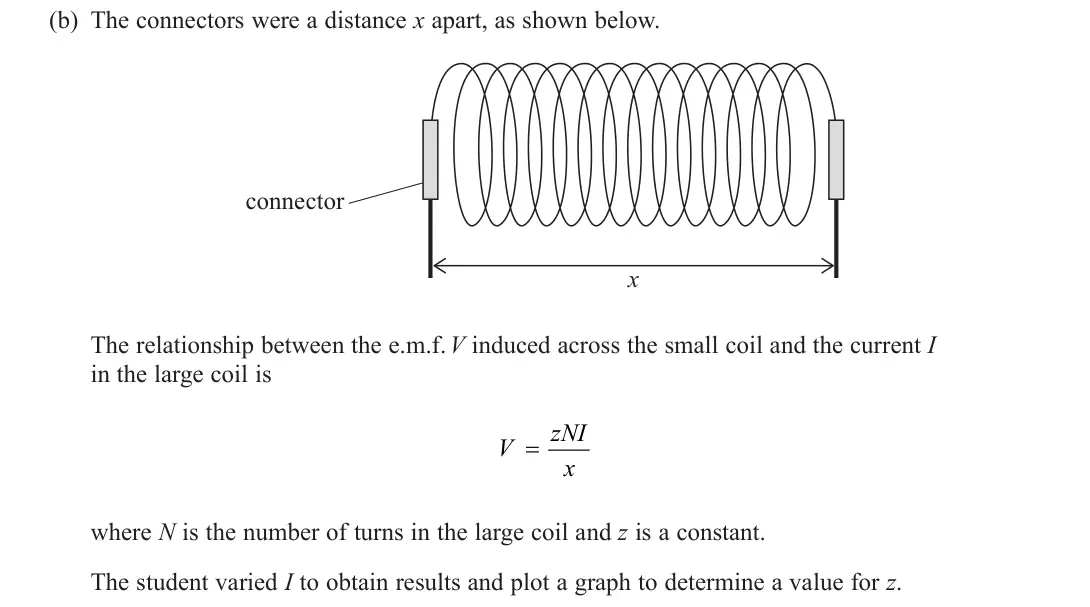 (b) The connectors were a distance x apart, as shown below.
connector
x
The relationship between the e.m.f. V induced across the small coil and the current I
in the large coil is
V = zNI / x
where N is the number of turns in the large coil and z is a constant.
The student varied I to obtain results and plot a graph to determine a value for z.